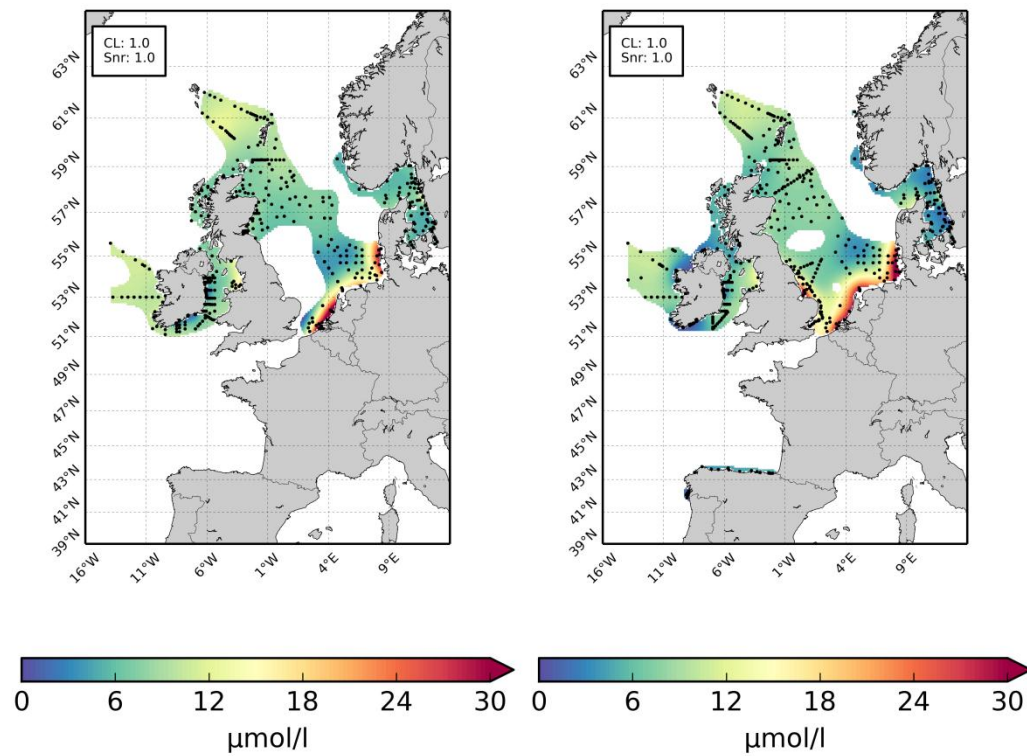 CL: 1.0
Snr: 1.0
63°N
61°N
59°N
57°N
55°N
53°N
51°N
49°N
47°N
45°N
43°N
41°N
39°N
16°W
11°W
6°W
1°W
4°E
9°E
0
6
12
18
24
30
µmol/l
CL: 1.0
Snr: 1.0
63°N
61°N
59°N
57°N
55°N
53°N
51°N
49°N
47°N
45°N
43°N
41°N
39°N
16°W
11°W
6°W
1°W
4°E
9°E
0
6
12
18
24
30
µmol/l